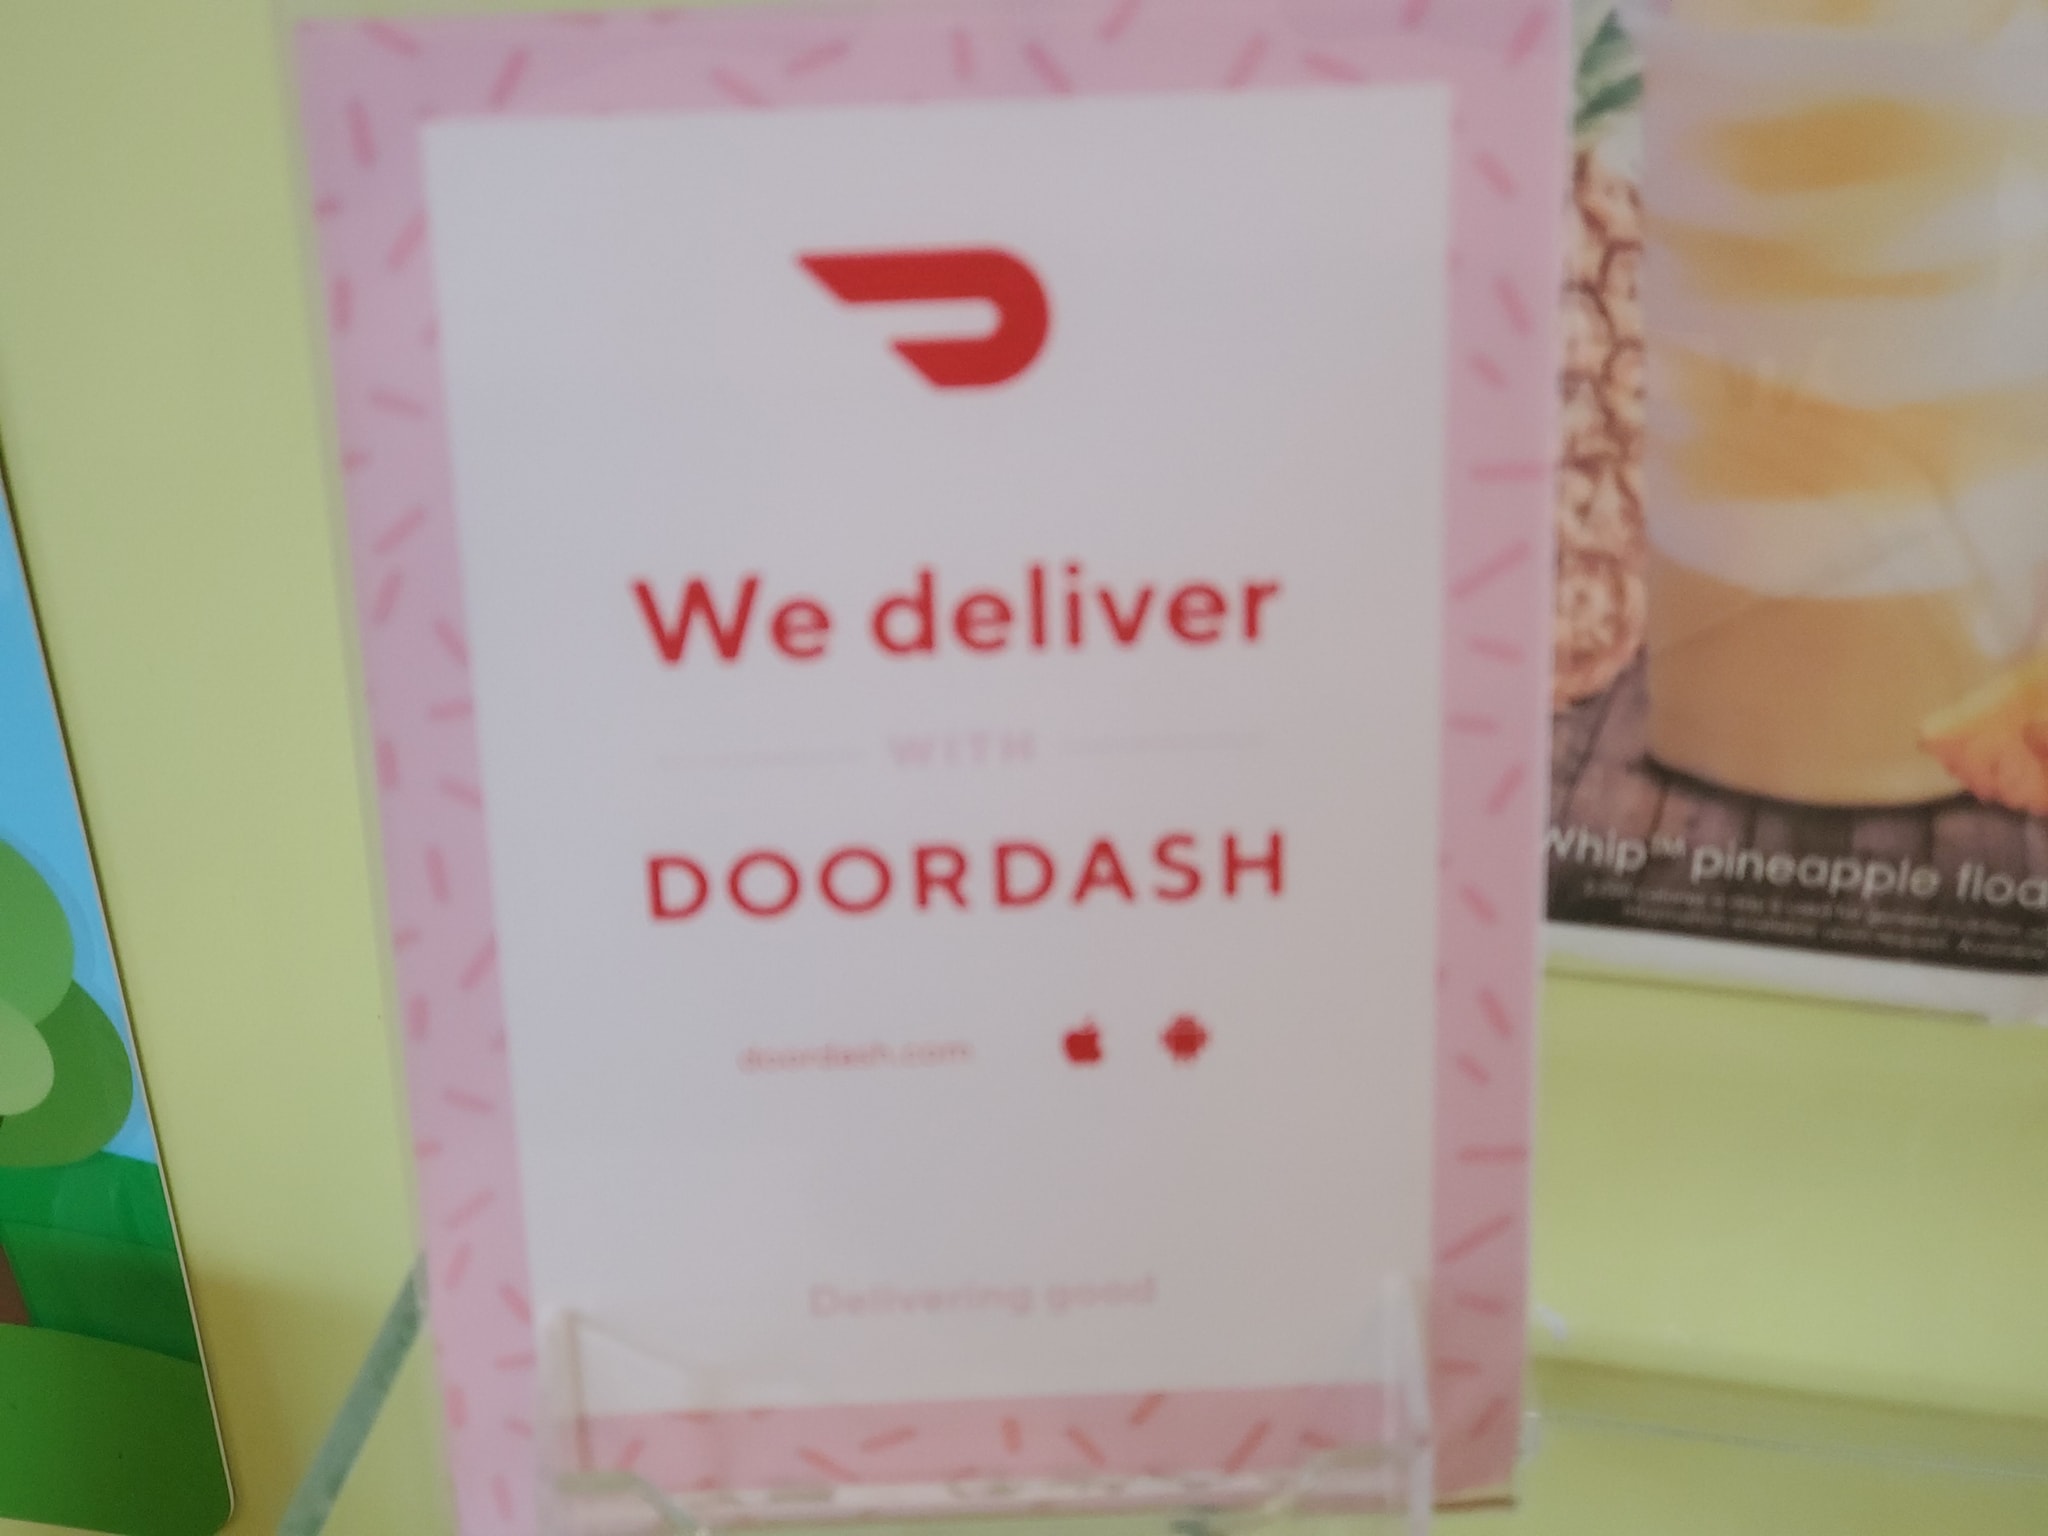 We deliver
WITH
DOORDASH
doordash.com
Delivering good
Whip™ pineapple floa